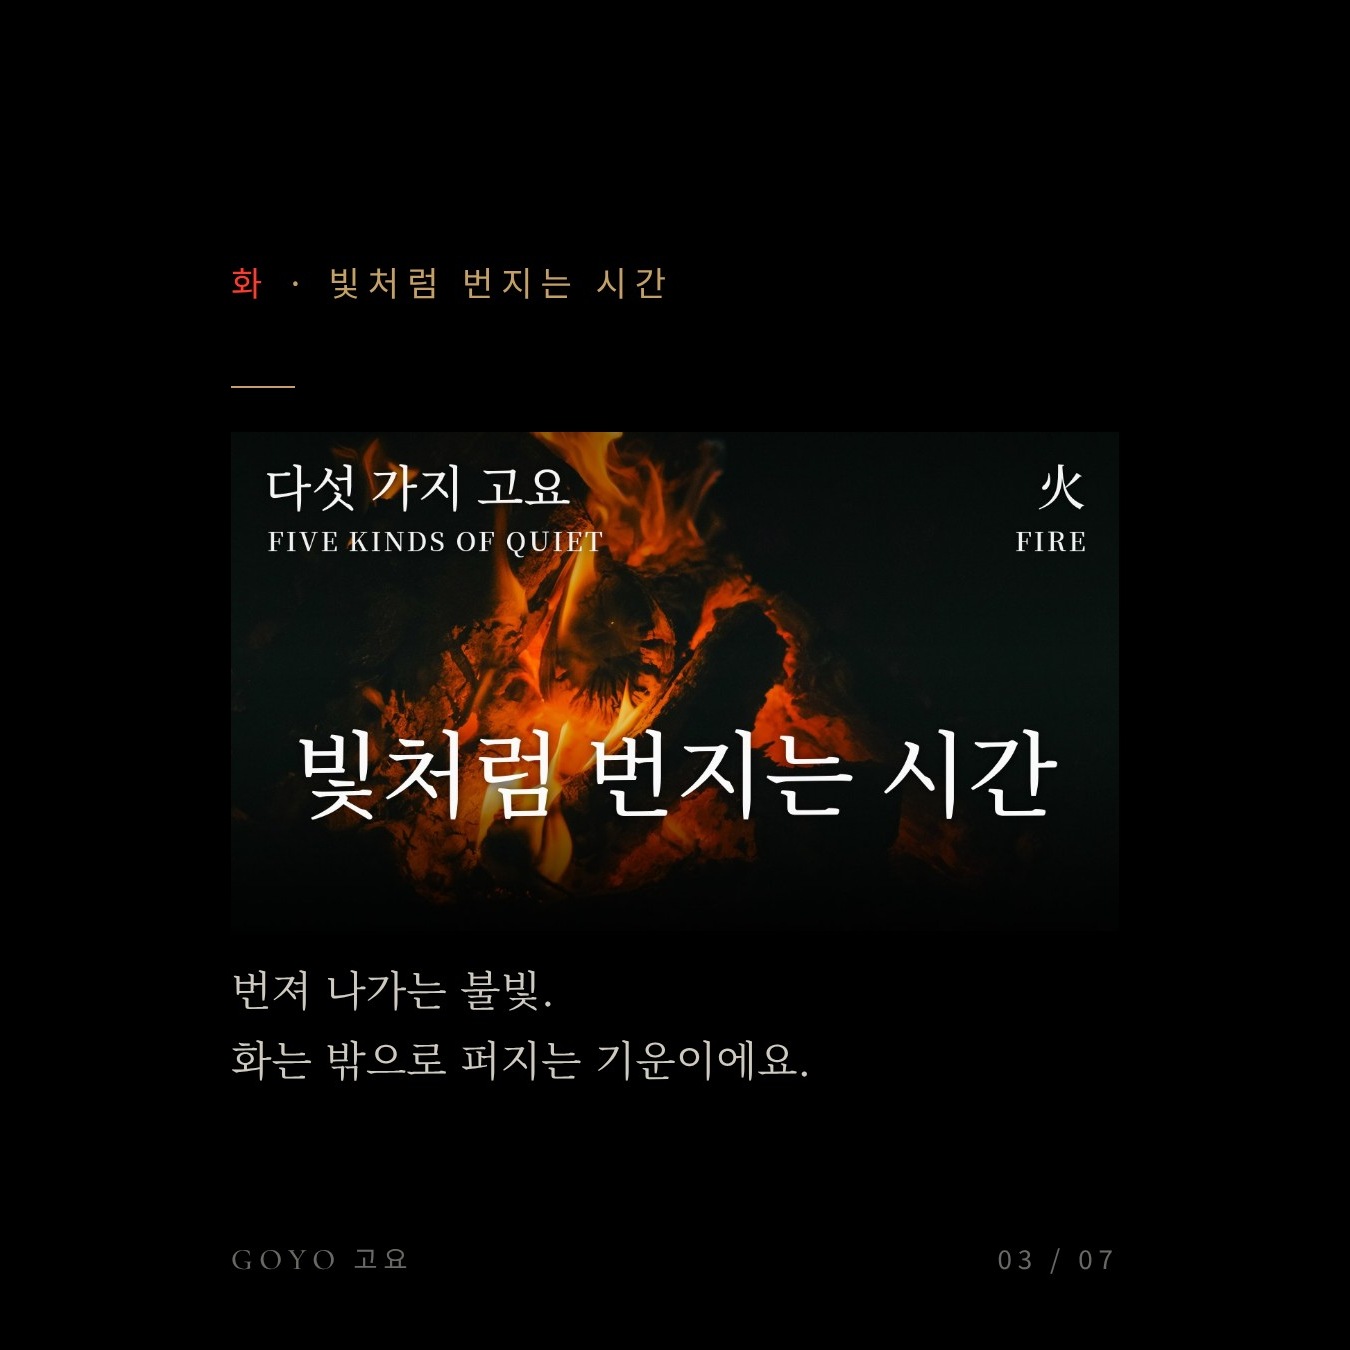 화 · 빛처럼 번지는 시간
다섯 가지 고요
火
FIVE KINDS OF QUIET
FIRE
빛처럼 번지는 시간
번져 나가는 불빛.
화는 밖으로 퍼지는 기운이에요.
GOYO 고요
03 / 07